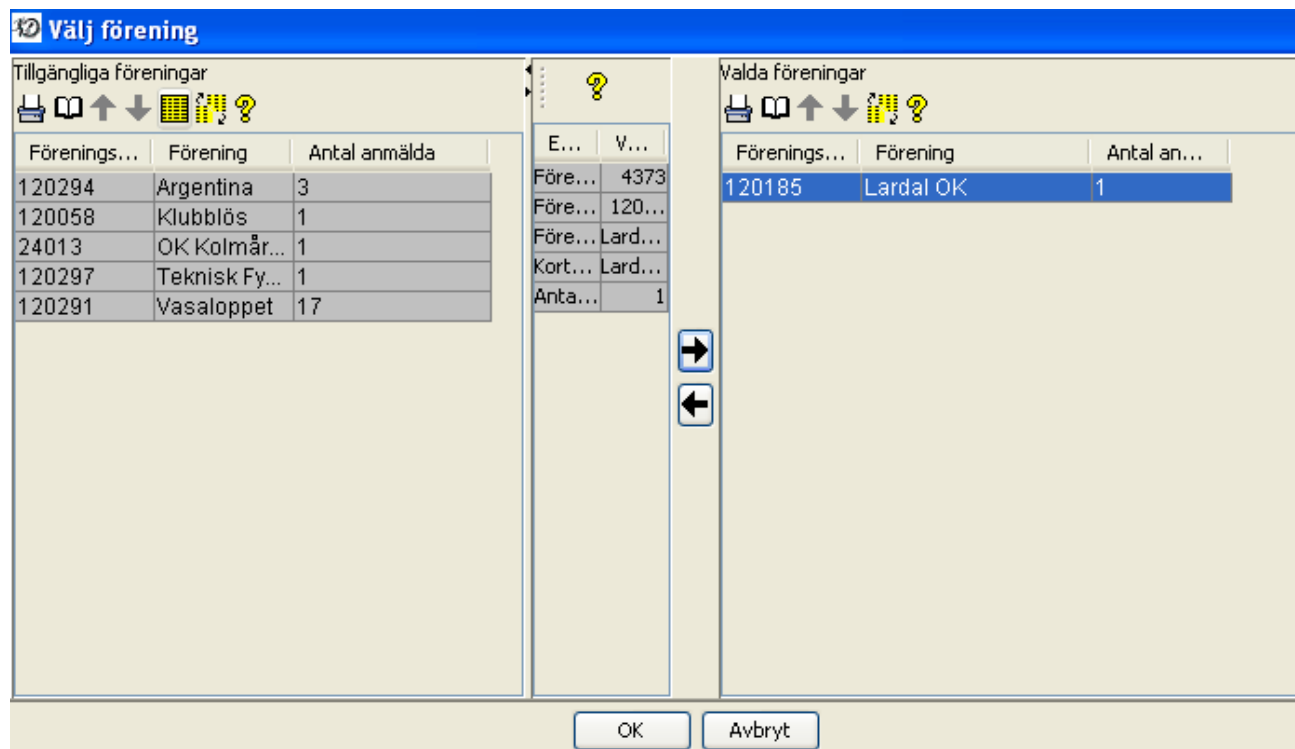 Välj förening
Tillgängliga föreningar
Förenings... Förening Antal anmälda
120294 Argentina 3
120058 Klubblös 1
24013 OK Kolmår... 1
120297 Teknisk Fy... 1
120291 Vasaloppet 17
E... V...
Före... 4373
Före... 120...
Före... Lard...
Kort... Lard...
Anta... 1
Valda föreningar
Förenings... Förening Antal an...
120185 Lardal OK 1
OK Avbryt